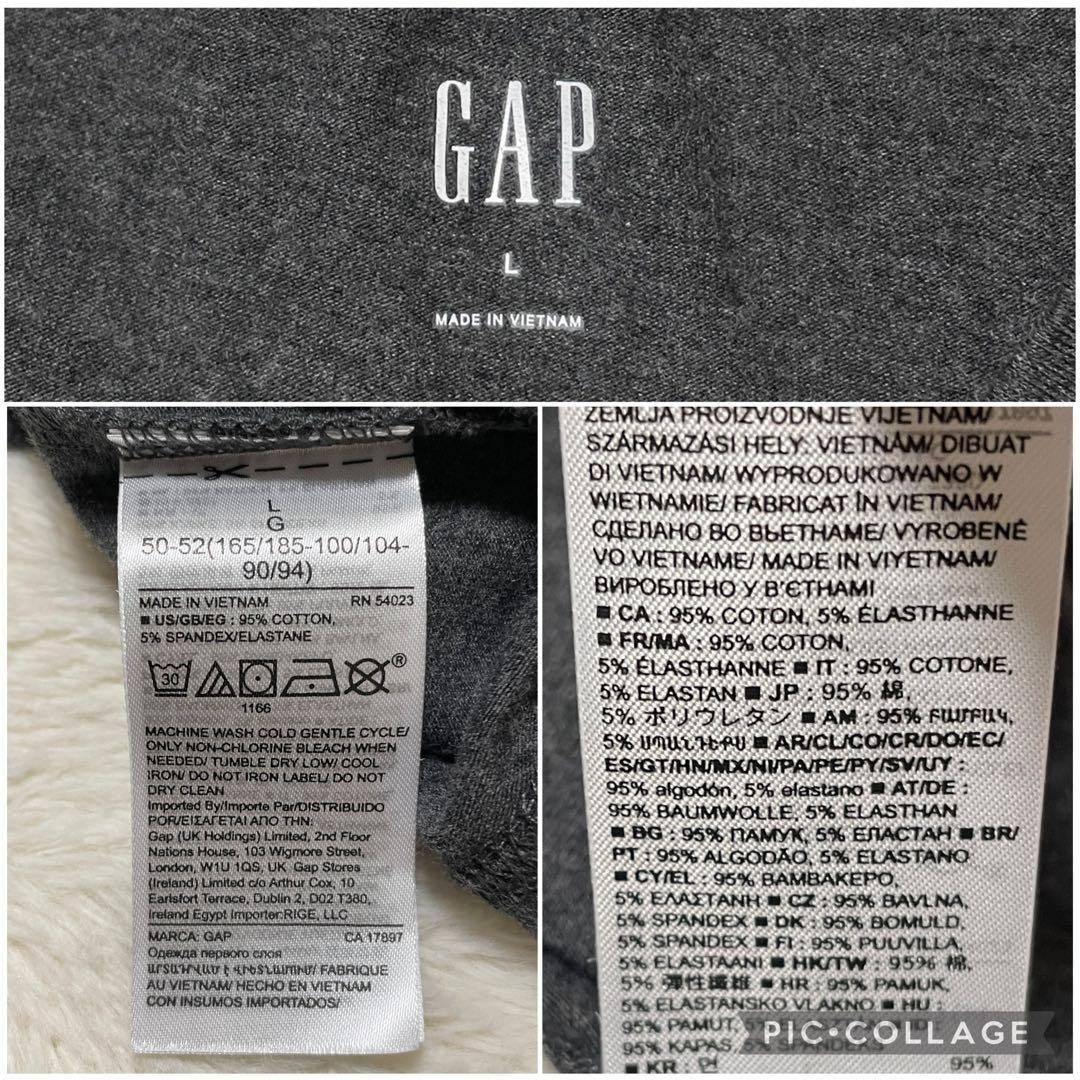 GAP
L
MADE IN VIETNAM
L
G
50-52(165/185-100/104-
90/94)
MADE IN VIETNAM RN 54023
■ US/GB/EG : 95% COTTON,
5% SPANDEX/ELASTANE
30
®
1166
MACHINE WASH COLD GENTLE CYCLE/
ONLY NON-CHLORINE BLEACH WHEN
NEEDED/ TUMBLE DRY LOW/ COOL
IRON/ DO NOT IRON LABEL/ DO NOT
DRY CLEAN
Imported By/Importe Par/DISTRIBUIDO
POR/ΕΙΣΑΓΕΤΑΙ ΑΠΟ ΤΗΝ:
Gap (UK Holdings) Limited, 2nd Floor
Nations House, 103 Wigmore Street,
London, W1U 1QS, UK Gap Stores
(Ireland) Limited c/o Arthur Cox, 10
Earlsfort Terrace, Dublin 2, D02 T380,
Ireland Egypt Importer:RIGE, LLC
MARCA: GAP CA 17897
Одежда первого слоя
ԱՐՏԱԴՐՎԱԾ Է ՎԻԵՏՆԱՄՈՒՄ/ FABRIQUE
AU VIETNAM/ HECHO EN VIETNAM
CON INSUMOS IMPORTADOS/
ZEMLJA PROIZVODNJE VIJETNAM/
SZÁRMAZÁSI HELY: VIETNÁM/ DIBUAT
DI VIETNAM/ WYPRODUKOWANO W
WIETNAMIE/ FABRICAT ÎN VIETNAM/
СДЕЛАНО ВО ВЬЕТНАМЕ/ VYROBENÉ
VO VIETNAME/ MADE IN VIYETNAM/
ВИРОБЛЕНО У В'ЄТНАМІ
■ CA : 95% COTON, 5% ÉLASTHANNE
■ FR/MA : 95% COTON,
5% ÉLASTHANNE ■ IT : 95% COTONE,
5% ELASTAN ■ JP : 95% 綿,
5% ポリウレタン ■ AM : 95% ԲԱՄԲԱԿ,
5% ՍՊԱՆԴԵՔՍ ■ AR/CL/CO/CR/DO/EC/
ES/GT/HN/MX/NI/PA/PE/PY/SV/UY :
95% algodón, 5% elastano ■ AT/DE :
95% BAUMWOLLE, 5% ELASTHAN
■ BG : 95% ПАМУК, 5% ЕЛАСТАН ■ BR/
PT : 95% ALGODÃO, 5% ELASTANO
■ CY/EL : 95% ΒΑΜΒΑΚΕΡΟ,
5% ΕΛΑΣΤΑΝΗ ■ CZ : 95% BAVLNA,
5% SPANDEX ■ DK : 95% BOMULD,
5% SPANDEX ■ FI : 95% PUUVILLA,
5% ELASTAANI ■ HK/TW : 95% 棉,
5% 彈性纖維 ■ HR : 95% PAMUK,
5% ELASTANSKO VLAKNO ■ HU :
95% PAMUT, 5%
95% KAPAS, 5% SPANDEKS
■ KR : 면 95%
PIC•COLLAGE